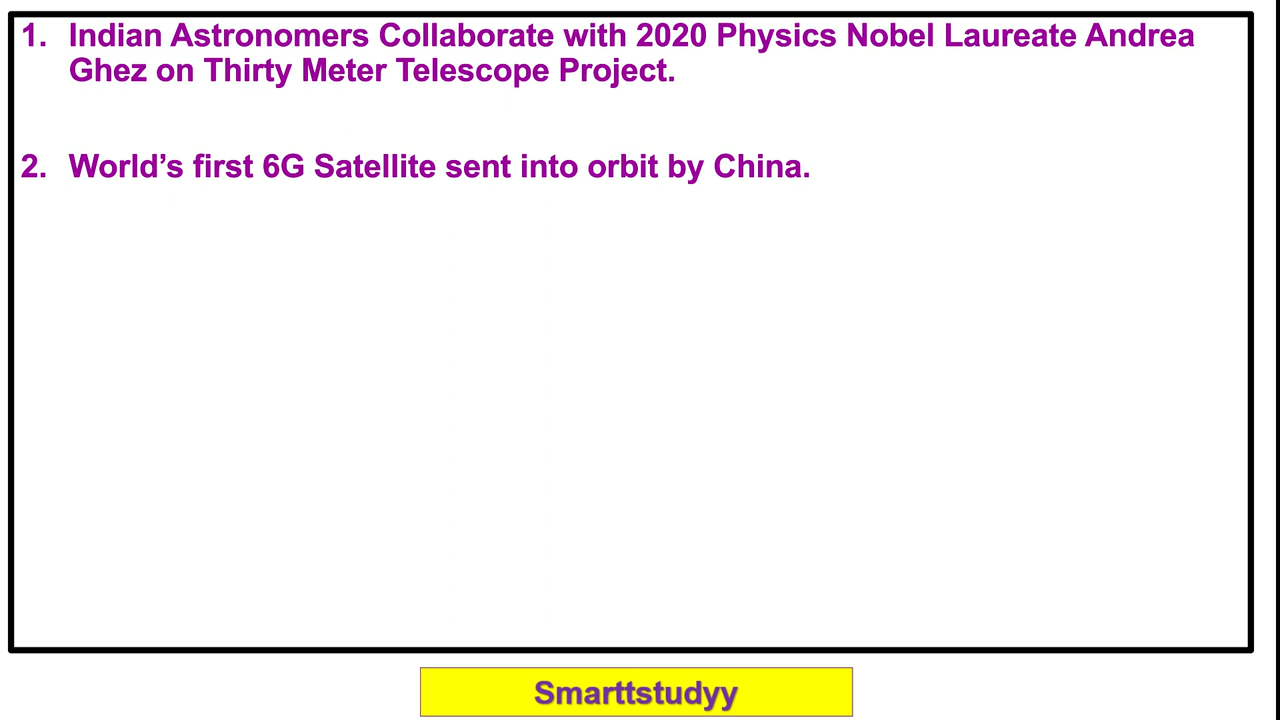 1. Indian Astronomers Collaborate with 2020 Physics Nobel Laureate Andrea
Ghez on Thirty Meter Telescope Project.
2. World’s first 6G Satellite sent into orbit by China.
Smarttstudyy